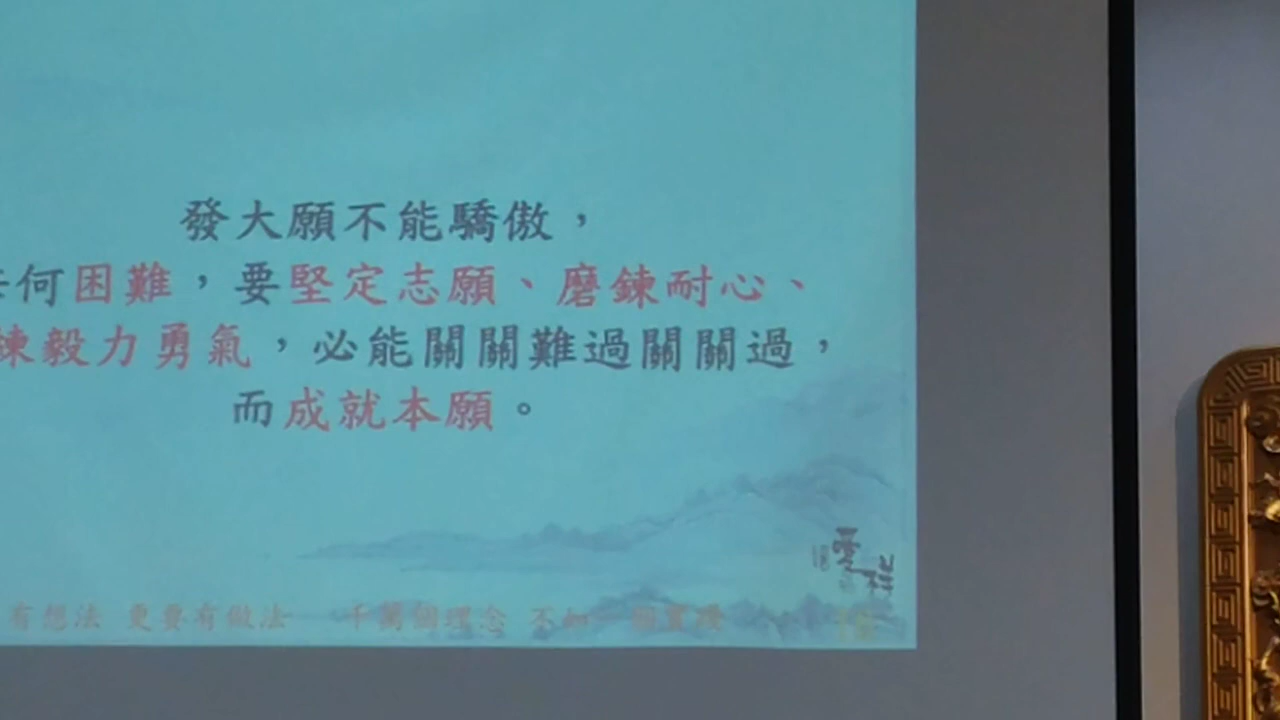 發大願不能驕傲，
何困難，要堅定志願、磨鍊耐心、
鍊毅力勇氣，必能關關難過關關過，
而成就本願。
有想法 更要有做法 千萬個理念 不如一個實踐